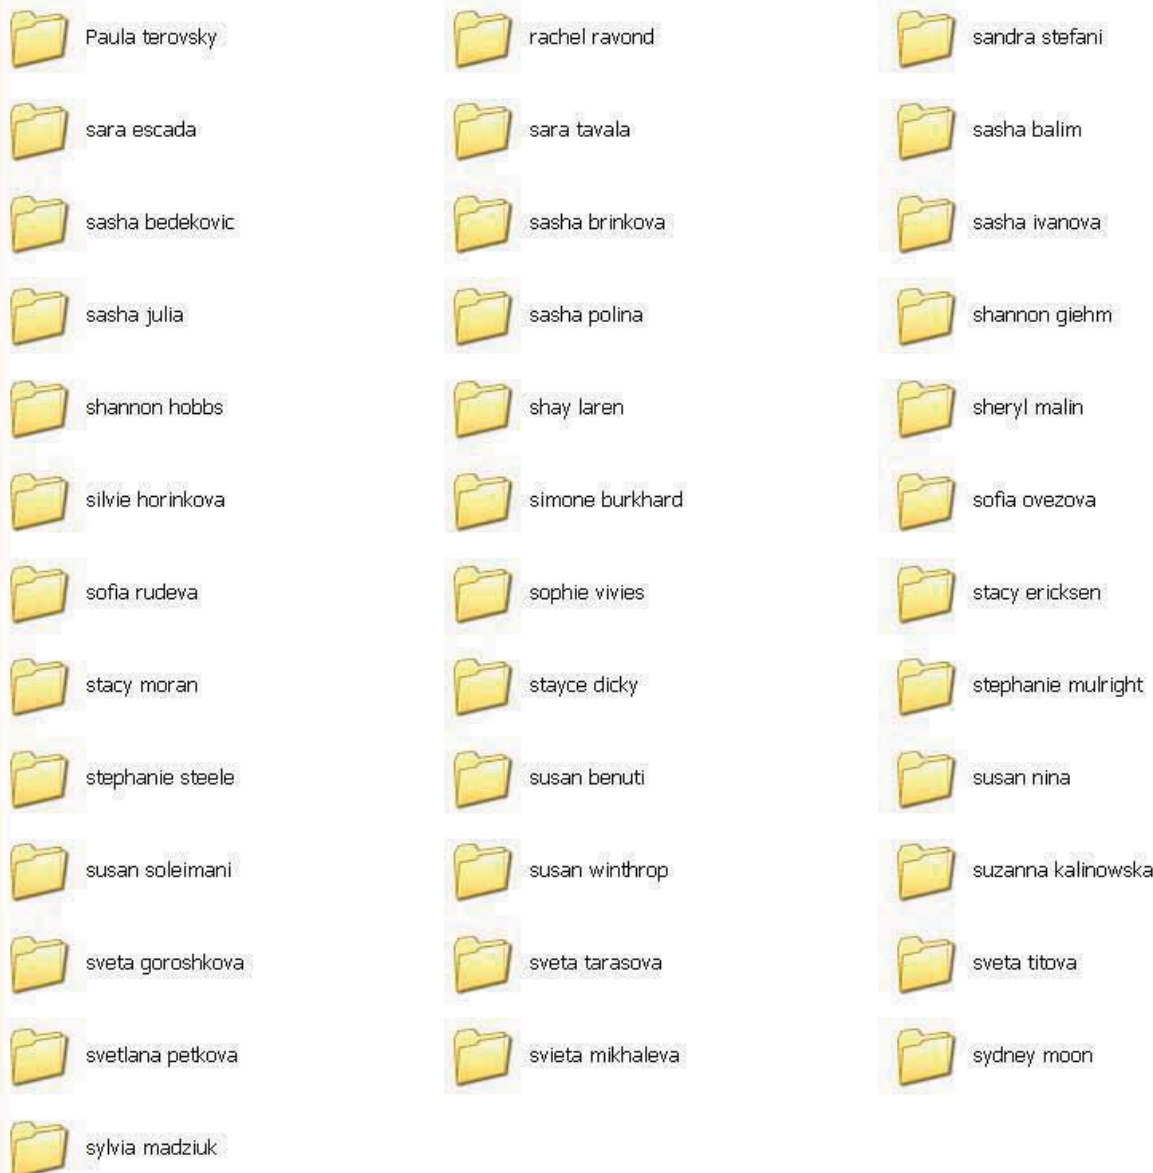 Paula terovsky
rachel ravond
sandra stefani
sara escada
sara tavala
sasha balim
sasha bedekovic
sasha brinkova
sasha ivanova
sasha julia
sasha polina
shannon giehm
shannon hobbs
shay laren
sheryl malin
silvie horinkova
simone burkhard
sofia ovezova
sofia rudeva
sophie vivies
stacy ericksen
stacy moran
stayce dicky
stephanie mulright
stephanie steele
susan benuti
susan nina
susan soleimani
susan winthrop
suzanna kalinowska
sveta goroshkova
sveta tarasova
sveta titova
svetlana petkova
svieta mikhaleva
sydney moon
sylvia madziuk